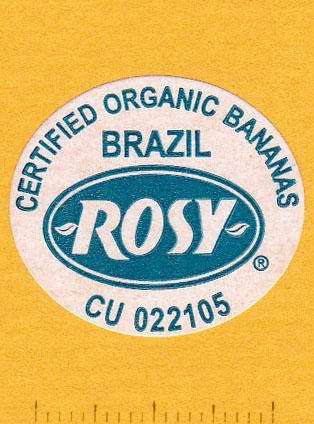 CERTIFIED ORGANIC BANANAS
BRAZIL
-ROSY-
®
CU 022105